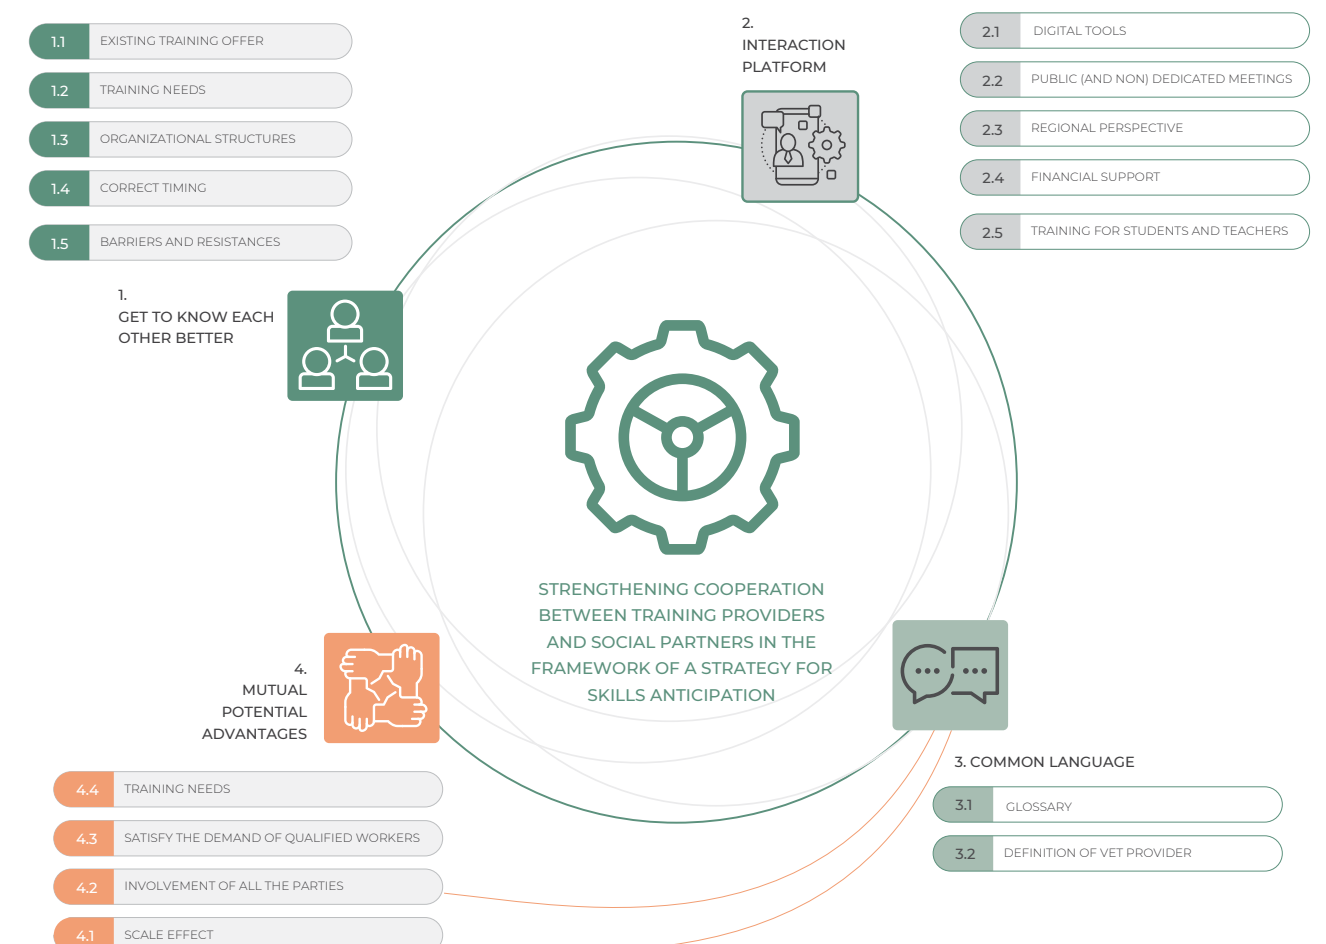 1.1 EXISTING TRAINING OFFER
1.2 TRAINING NEEDS
1.3 ORGANIZATIONAL STRUCTURES
1.4 CORRECT TIMING
1.5 BARRIERS AND RESISTANCES
1.
GET TO KNOW EACH
OTHER BETTER
2.
INTERACTION
PLATFORM
2.1 DIGITAL TOOLS
2.2 PUBLIC (AND NON) DEDICATED MEETINGS
2.3 REGIONAL PERSPECTIVE
2.4 FINANCIAL SUPPORT
2.5 TRAINING FOR STUDENTS AND TEACHERS
STRENGTHENING COOPERATION
BETWEEN TRAINING PROVIDERS
AND SOCIAL PARTNERS IN THE
FRAMEWORK OF A STRATEGY FOR
SKILLS ANTICIPATION
3. COMMON LANGUAGE
3.1 GLOSSARY
3.2 DEFINITION OF VET PROVIDER
4.
MUTUAL
POTENTIAL
ADVANTAGES
4.4 TRAINING NEEDS
4.3 SATISFY THE DEMAND OF QUALIFIED WORKERS
4.2 INVOLVEMENT OF ALL THE PARTIES
4.1 SCALE EFFECT